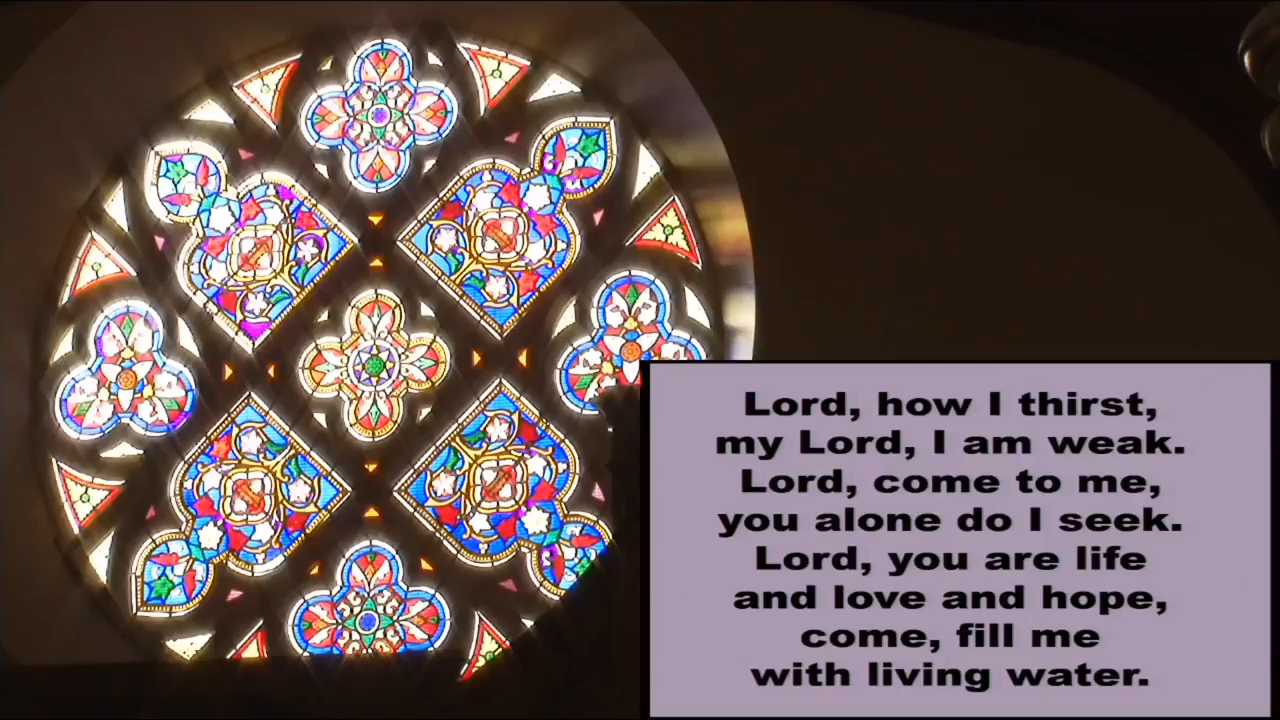 Lord, how I thirst,
my Lord, I am weak.
Lord, come to me,
you alone do I seek.
Lord, you are life
and love and hope,
come, fill me
with living water.